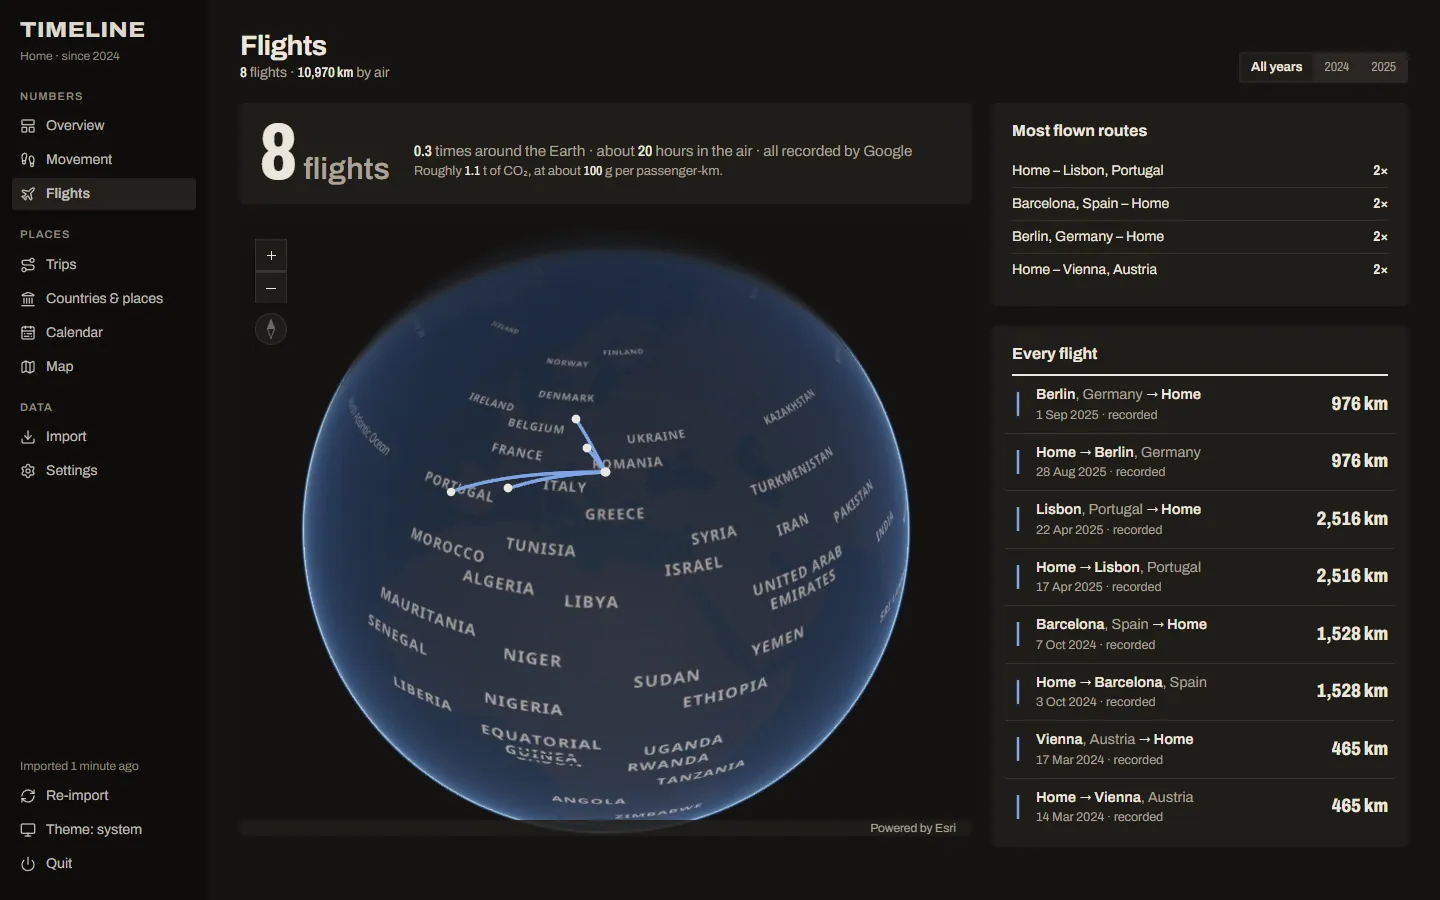 TIMELINE
Home · since 2024
NUMBERS
Overview
Movement
Flights
PLACES
Trips
Countries & places
Calendar
Map
DATA
Import
Settings
Imported 1 minute ago
Re-import
Theme: system
Quit
Flights
8 flights · 10,970 km by air
All years 2024 2025
8 flights
0.3 times around the Earth · about 20 hours in the air · all recorded by Google
Roughly 1.1 t of CO₂, at about 100 g per passenger-km.
+
−
ICELAND
FINLAND
NORWAY
DENMARK
IRELAND
KAZAKHSTAN
BELGIUM
UKRAINE
FRANCE
ROMANIA
TURKMENISTAN
PORTUGAL
ITALY
PAKISTAN
GREECE
IRAN
INDIA
SYRIA
MOROCCO
TUNISIA
ISRAEL
ALGERIA
UNITED ARAB
EMIRATES
LIBYA
MAURITANIA
SENEGAL
YEMEN
NIGER
SUDAN
LIBERIA
NIGERIA
ETHIOPIA
EQUATORIAL
GUINEA
UGANDA
RWANDA
TANZANIA
ANGOLA
ZIMBABWE
Powered by Esri
Most flown routes
Home – Lisbon, Portugal 2×
Barcelona, Spain – Home 2×
Berlin, Germany – Home 2×
Home – Vienna, Austria 2×
Every flight
Berlin, Germany → Home 976 km
1 Sep 2025 · recorded
Home → Berlin, Germany 976 km
28 Aug 2025 · recorded
Lisbon, Portugal → Home 2,516 km
22 Apr 2025 · recorded
Home → Lisbon, Portugal 2,516 km
17 Apr 2025 · recorded
Barcelona, Spain → Home 1,528 km
7 Oct 2024 · recorded
Home → Barcelona, Spain 1,528 km
3 Oct 2024 · recorded
Vienna, Austria → Home 465 km
17 Mar 2024 · recorded
Home → Vienna, Austria 465 km
14 Mar 2024 · recorded